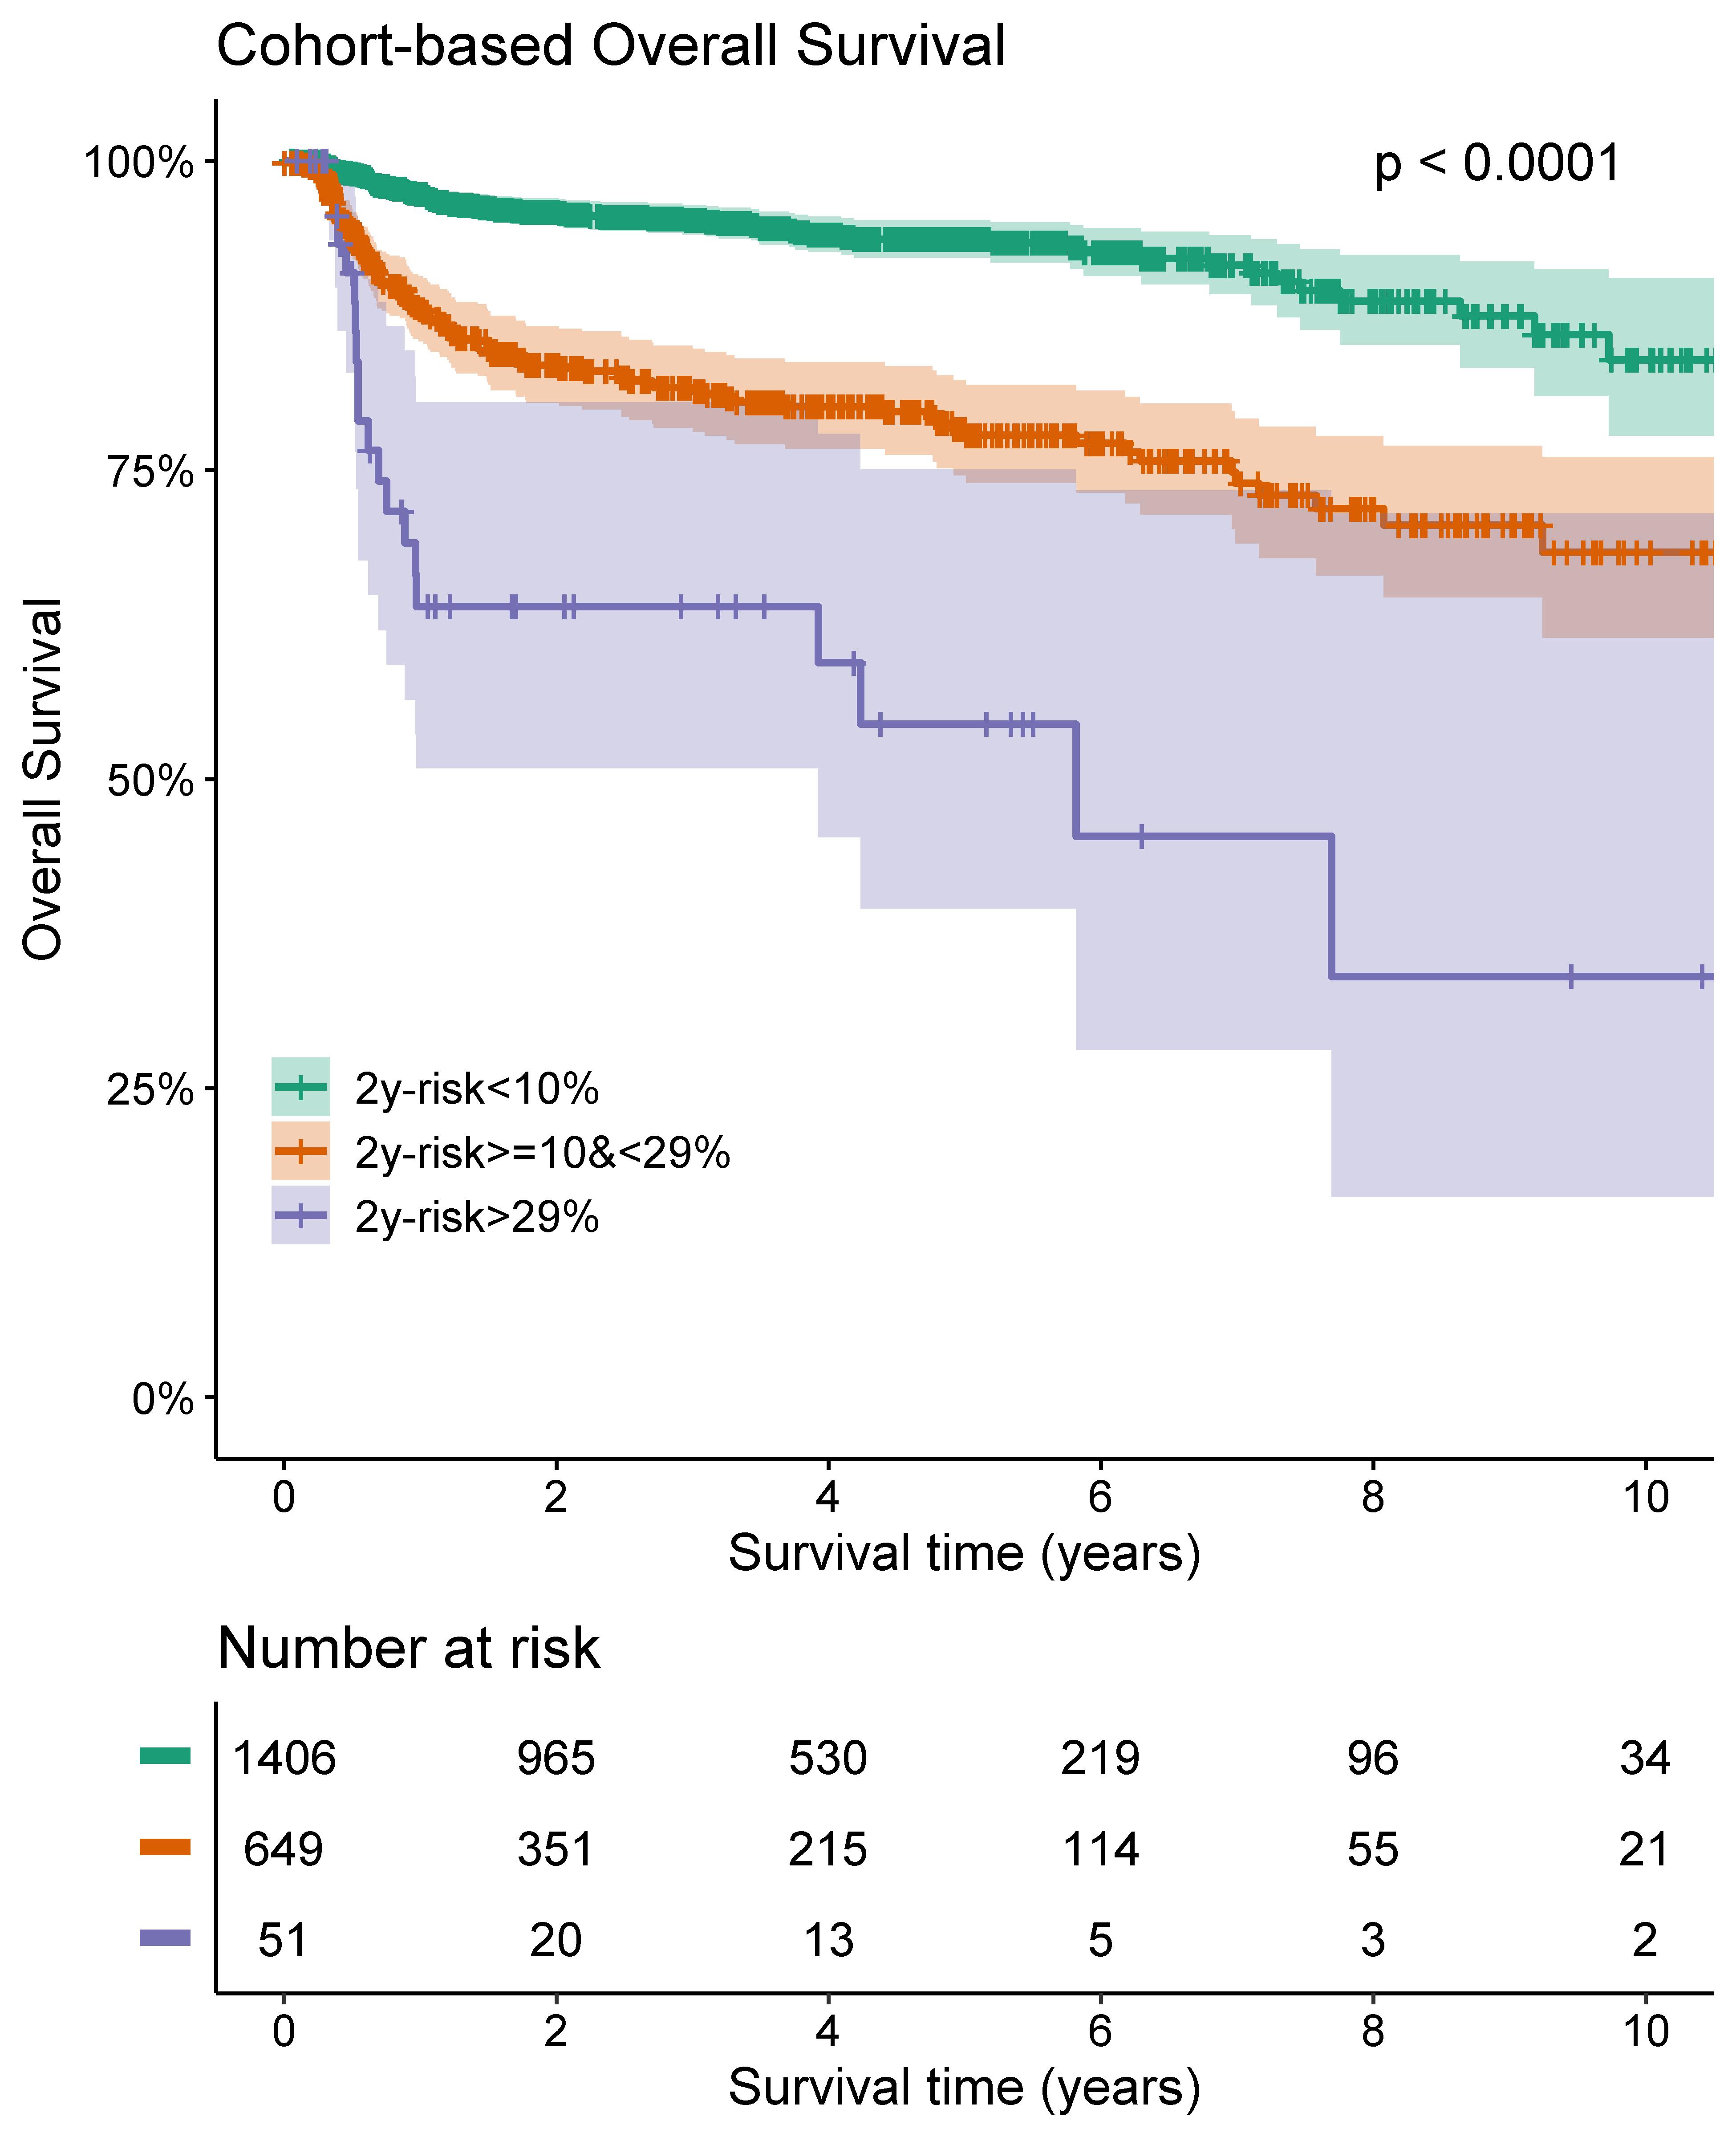 Cohort-based Overall Survival
p < 0.0001
100%
75%
50%
25%
0%
Overall Survival
2y-risk<10%
2y-risk>=10&<29%
2y-risk>29%
0 2 4 6 8 10
Survival time (years)
Number at risk
1406 965 530 219 96 34
649 351 215 114 55 21
51 20 13 5 3 2
0 2 4 6 8 10
Survival time (years)